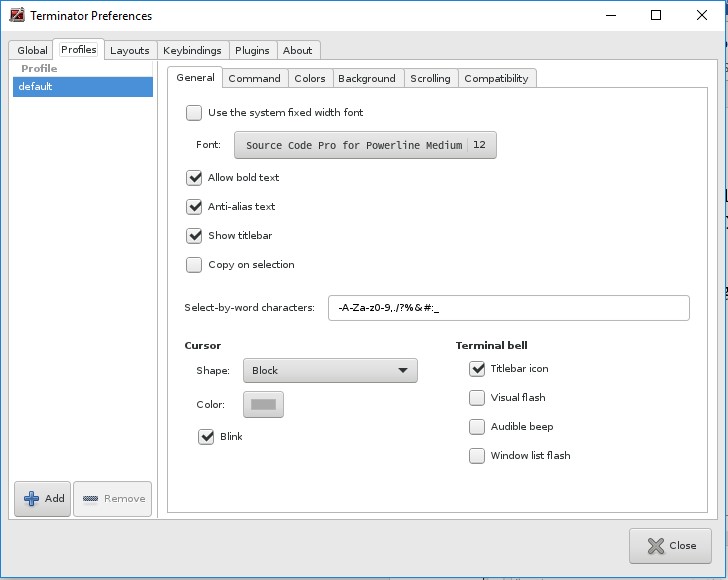 Terminator Preferences
Global Profiles Layouts Keybindings Plugins About
Profile
default
General Command Colors Background Scrolling Compatibility
Use the system fixed width font
Font: Source Code Pro for Powerline Medium 12
Allow bold text
Anti-alias text
Show titlebar
Copy on selection
Select-by-word characters: -A-Za-z0-9,./?%&#:_
Cursor
Shape: Block
Color:
Blink
Terminal bell
Titlebar icon
Visual flash
Audible beep
Window list flash
Add Remove
Close